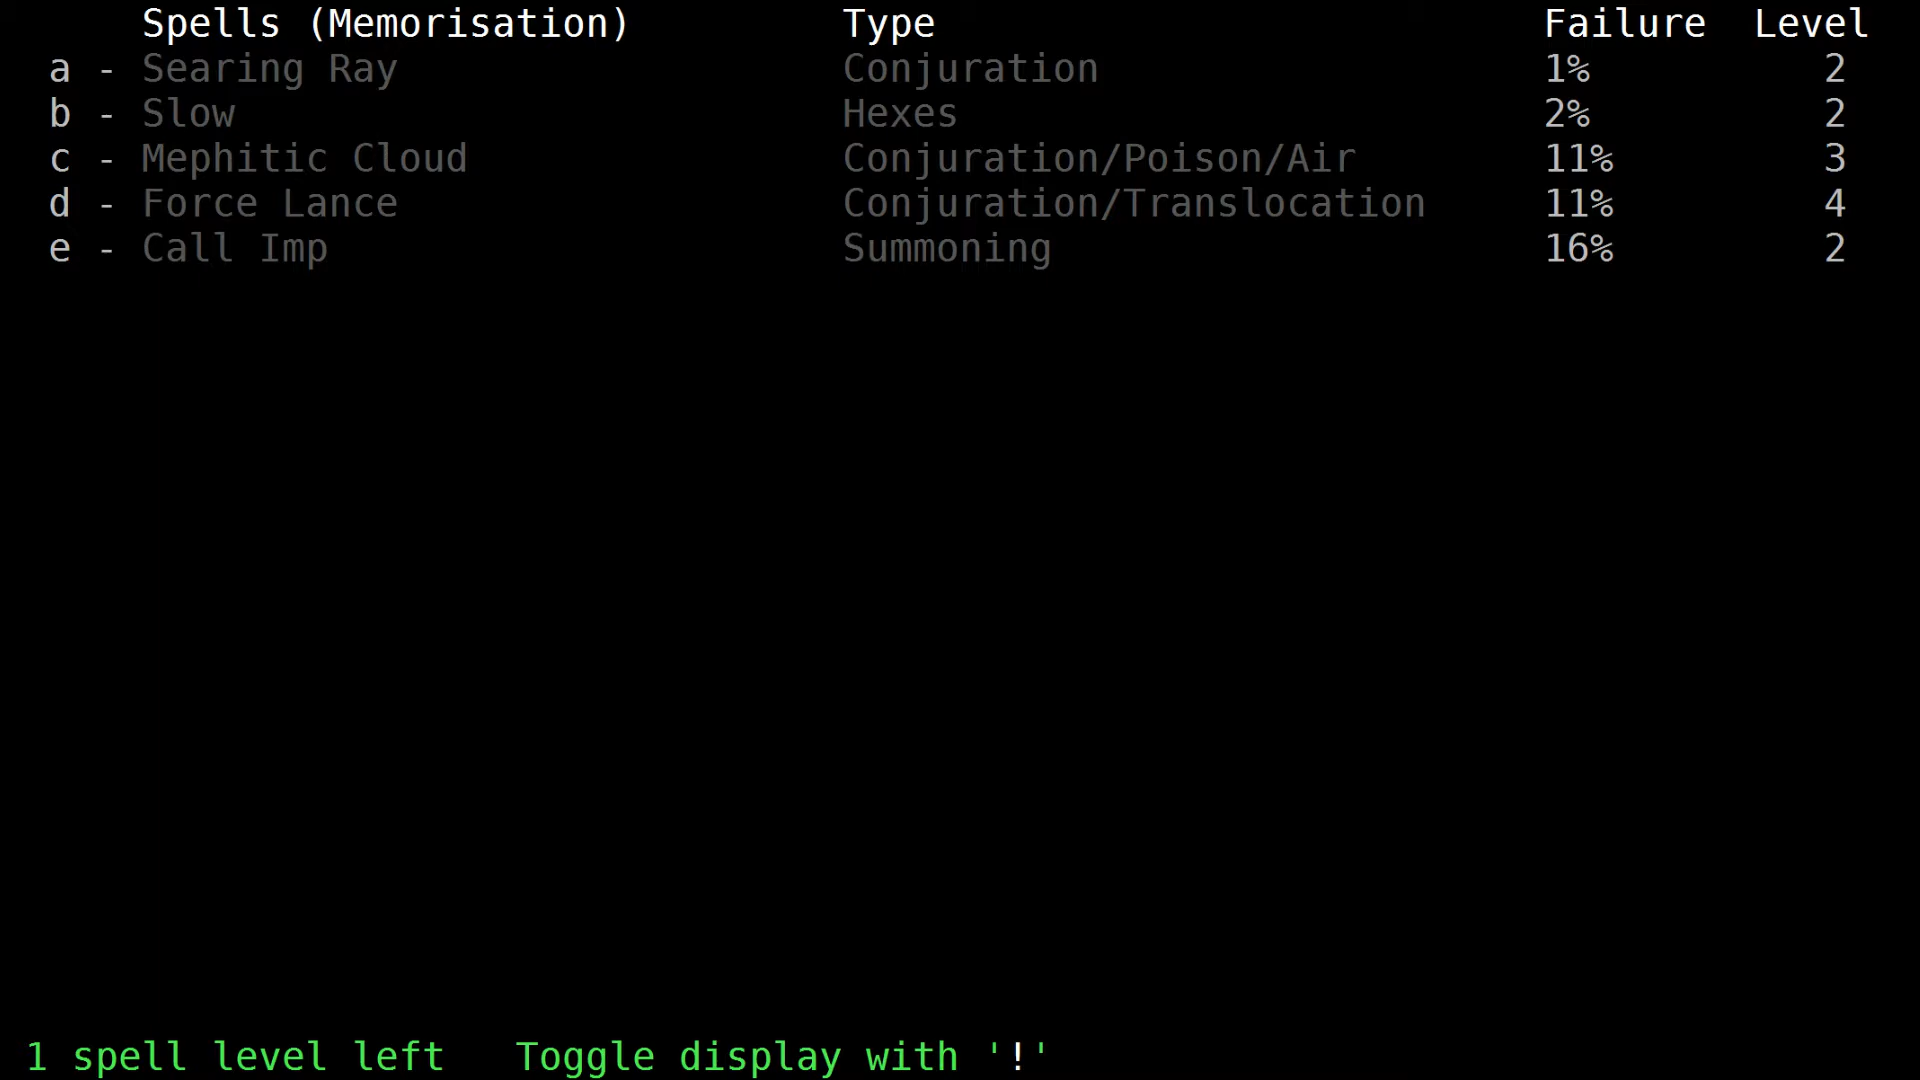 Spells (Memorisation) Type Failure Level
a - Searing Ray Conjuration 1% 2
b - Slow Hexes 2% 2
c - Mephitic Cloud Conjuration/Poison/Air 11% 3
d - Force Lance Conjuration/Translocation 11% 4
e - Call Imp Summoning 16% 2
1 spell level left Toggle display with '!'